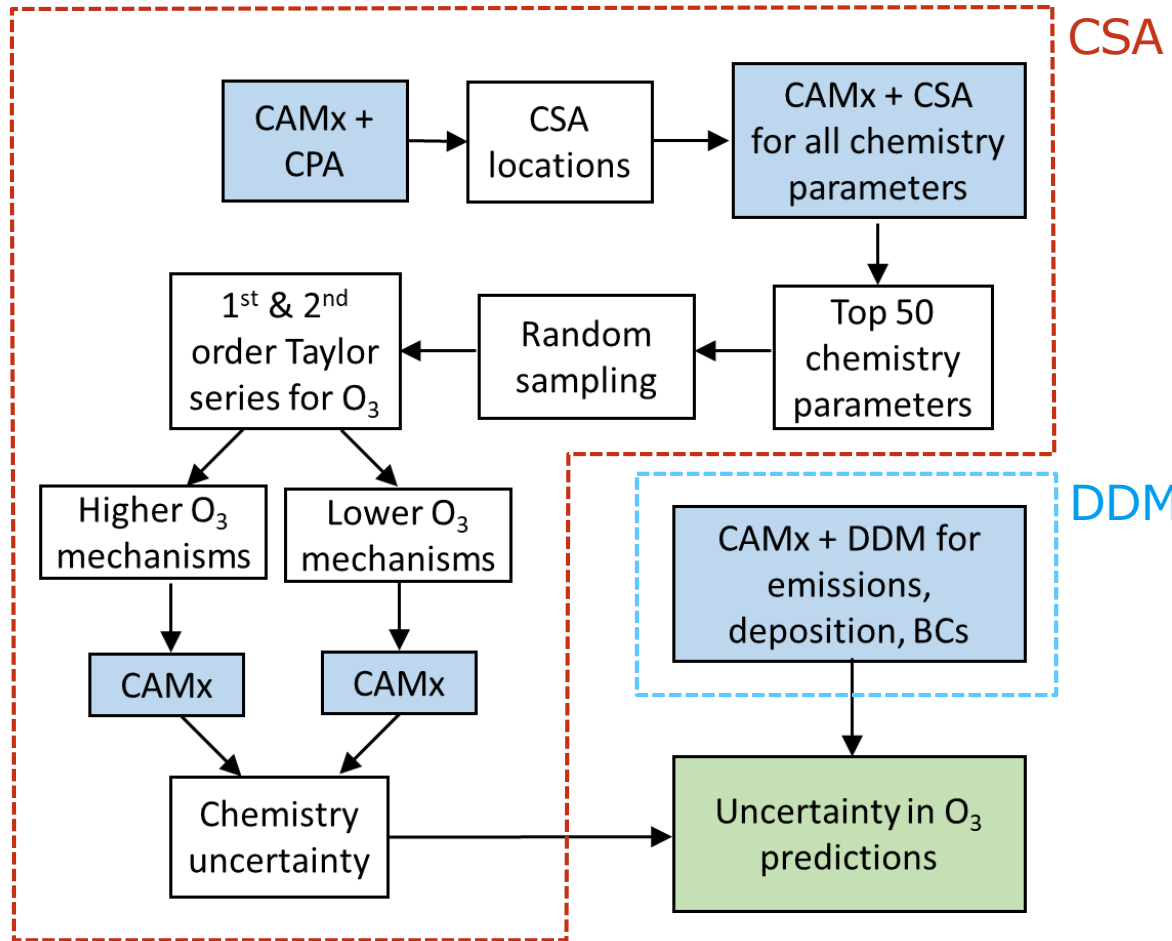 CSA
CAMx +
CPA
CSA
locations
CAMx + CSA
for all chemistry
parameters
1st & 2nd
order Taylor
series for O3
Random
sampling
Top 50
chemistry
parameters
Higher O3
mechanisms
Lower O3
mechanisms
DDM
CAMx + DDM for
emissions,
deposition, BCs
CAMx
CAMx
Chemistry
uncertainty
Uncertainty in O3
predictions